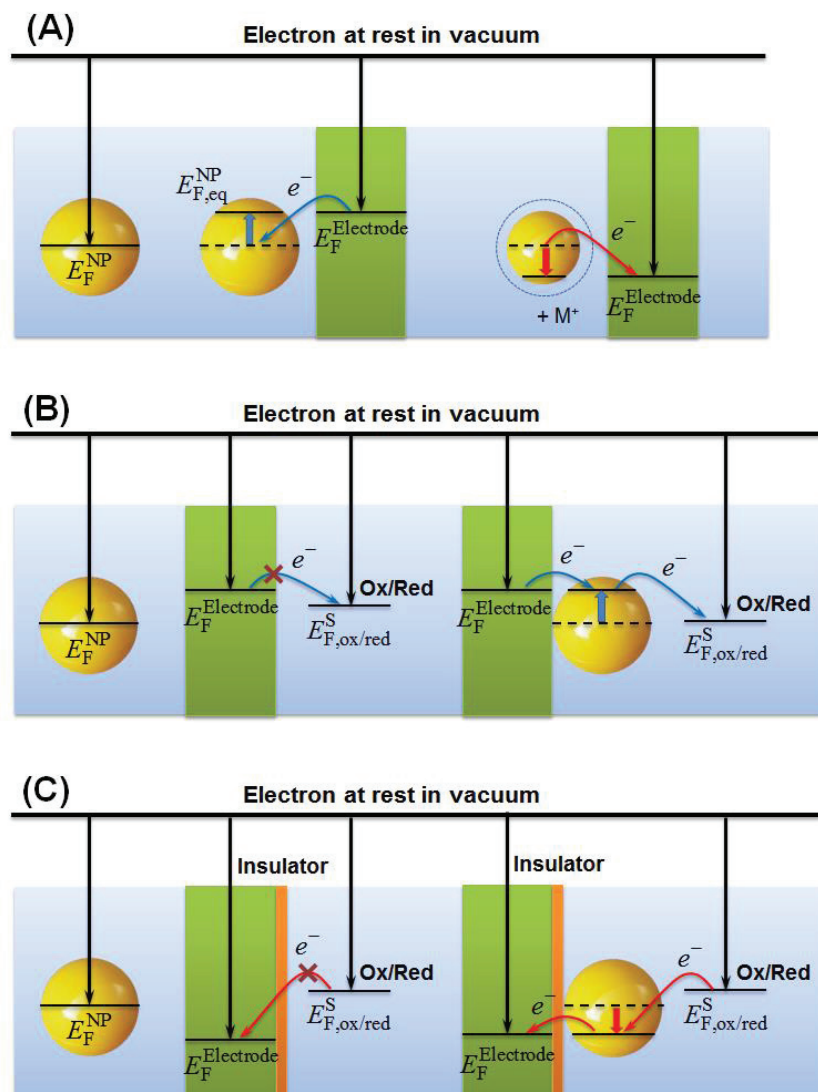 (A)
Electron at rest in vacuum
E_F^NP
E_F,eq^NP
e⁻
E_F^Electrode
e⁻
+ M⁺
E_F^Electrode
(B)
Electron at rest in vacuum
E_F^NP
E_F^Electrode
e⁻
Ox/Red
E_F,ox/red^S
E_F^Electrode
e⁻
e⁻
Ox/Red
E_F,ox/red^S
(C)
Electron at rest in vacuum
Insulator
Insulator
E_F^NP
E_F^Electrode
e⁻
Ox/Red
E_F,ox/red^S
E_F^Electrode
e⁻
e⁻
Ox/Red
E_F,ox/red^S